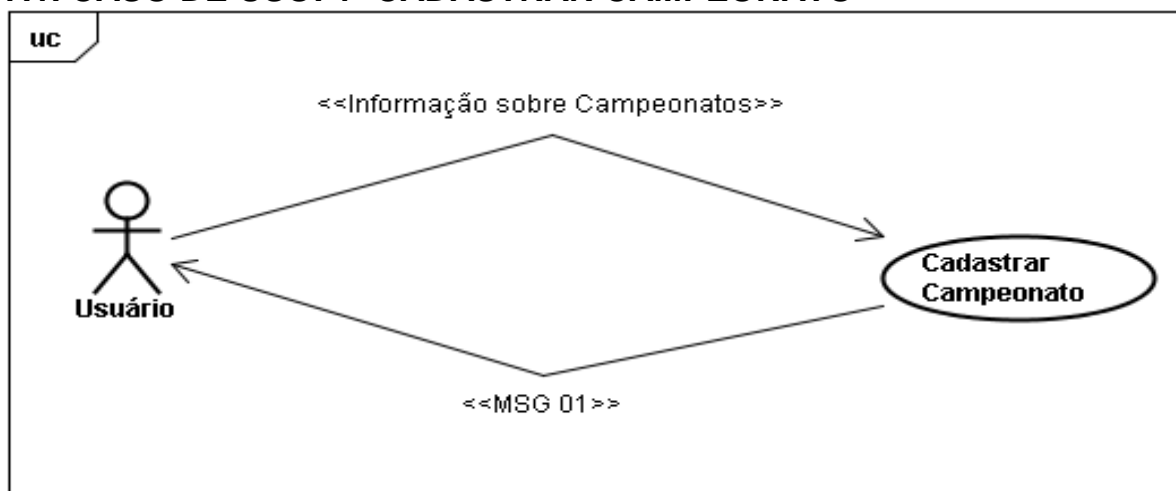 uc
<<Informação sobre Campeonatos>>
Usuário
Cadastrar
Campeonato
<<MSG 01>>